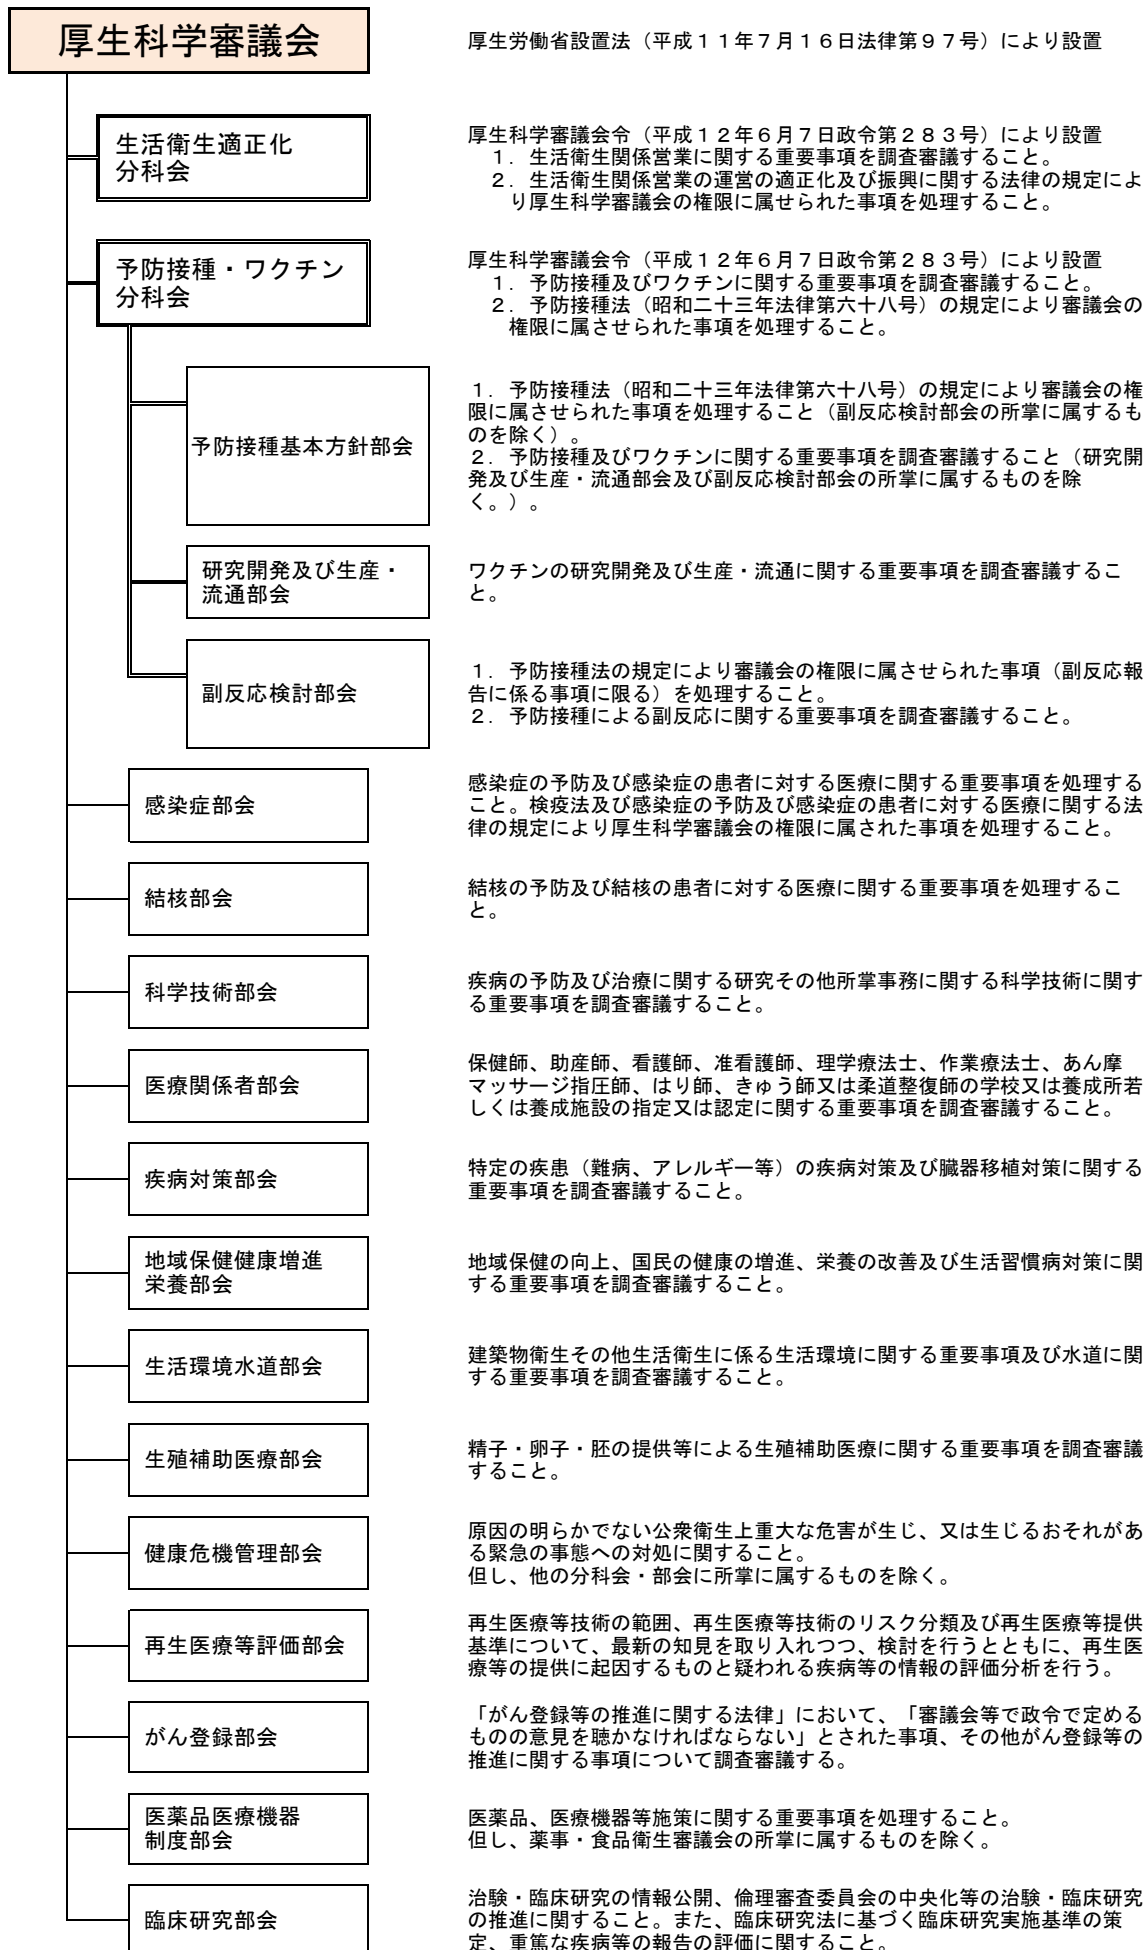 厚生科学審議会
厚生労働省設置法（平成１１年７月１６日法律第９７号）により設置
生活衛生適正化
分科会
厚生科学審議会令（平成１２年６月７日政令第２８３号）により設置
１．生活衛生関係営業に関する重要事項を調査審議すること。
２．生活衛生関係営業の運営の適正化及び振興に関する法律の規定によ
り厚生科学審議会の権限に属せられた事項を処理すること。
予防接種・ワクチン
分科会
厚生科学審議会令（平成１２年６月７日政令第２８３号）により設置
１．予防接種及びワクチンに関する重要事項を調査審議すること。
２．予防接種法（昭和二十三年法律第六十八号）の規定により審議会の
権限に属させられた事項を処理すること。
予防接種基本方針部会
１．予防接種法（昭和二十三年法律第六十八号）の規定により審議会の権
限に属させられた事項を処理すること（副反応検討部会の所掌に属するも
のを除く）。
２．予防接種及びワクチンに関する重要事項を調査審議すること（研究開
発及び生産・流通部会及び副反応検討部会の所掌に属するものを除
く。）。
研究開発及び生産・
流通部会
ワクチンの研究開発及び生産・流通に関する重要事項を調査審議するこ
と。
副反応検討部会
１．予防接種法の規定により審議会の権限に属させられた事項（副反応報
告に係る事項に限る）を処理すること。
２．予防接種による副反応に関する重要事項を調査審議すること。
感染症部会
感染症の予防及び感染症の患者に対する医療に関する重要事項を処理する
こと。検疫法及び感染症の予防及び感染症の患者に対する医療に関する法
律の規定により厚生科学審議会の権限に属された事項を処理すること。
結核部会
結核の予防及び結核の患者に対する医療に関する重要事項を処理するこ
と。
科学技術部会
疾病の予防及び治療に関する研究その他所掌事務に関する科学技術に関す
る重要事項を調査審議すること。
医療関係者部会
保健師、助産師、看護師、准看護師、理学療法士、作業療法士、あん摩
マッサージ指圧師、はり師、きゅう師又は柔道整復師の学校又は養成所若
しくは養成施設の指定又は認定に関する重要事項を調査審議すること。
疾病対策部会
特定の疾患（難病、アレルギー等）の疾病対策及び臓器移植対策に関する
重要事項を調査審議すること。
地域保健健康増進
栄養部会
地域保健の向上、国民の健康の増進、栄養の改善及び生活習慣病対策に関
する重要事項を調査審議すること。
生活環境水道部会
建築物衛生その他生活衛生に係る生活環境に関する重要事項及び水道に関
する重要事項を調査審議すること。
生殖補助医療部会
精子・卵子・胚の提供等による生殖補助医療に関する重要事項を調査審議
すること。
健康危機管理部会
原因の明らかでない公衆衛生上重大な危害が生じ、又は生じるおそれがあ
る緊急の事態への対処に関すること。
但し、他の分科会・部会に所掌に属するものを除く。
再生医療等評価部会
再生医療等技術の範囲、再生医療等技術のリスク分類及び再生医療等提供
基準について、最新の知見を取り入れつつ、検討を行うとともに、再生医
療等の提供に起因するものと疑われる疾病等の情報の評価分析を行う。
がん登録部会
「がん登録等の推進に関する法律」において、「審議会等で政令で定める
ものの意見を聴かなければならない」とされた事項、その他がん登録等の
推進に関する事項について調査審議する。
医薬品医療機器
制度部会
医薬品、医療機器等施策に関する重要事項を処理すること。
但し、薬事・食品衛生審議会の所掌に属するものを除く。
臨床研究部会
治験・臨床研究の情報公開、倫理審査委員会の中央化等の治験・臨床研究
の推進に関すること。また、臨床研究法に基づく臨床研究実施基準の策
定、重篤な疾病等の報告の評価に関すること。